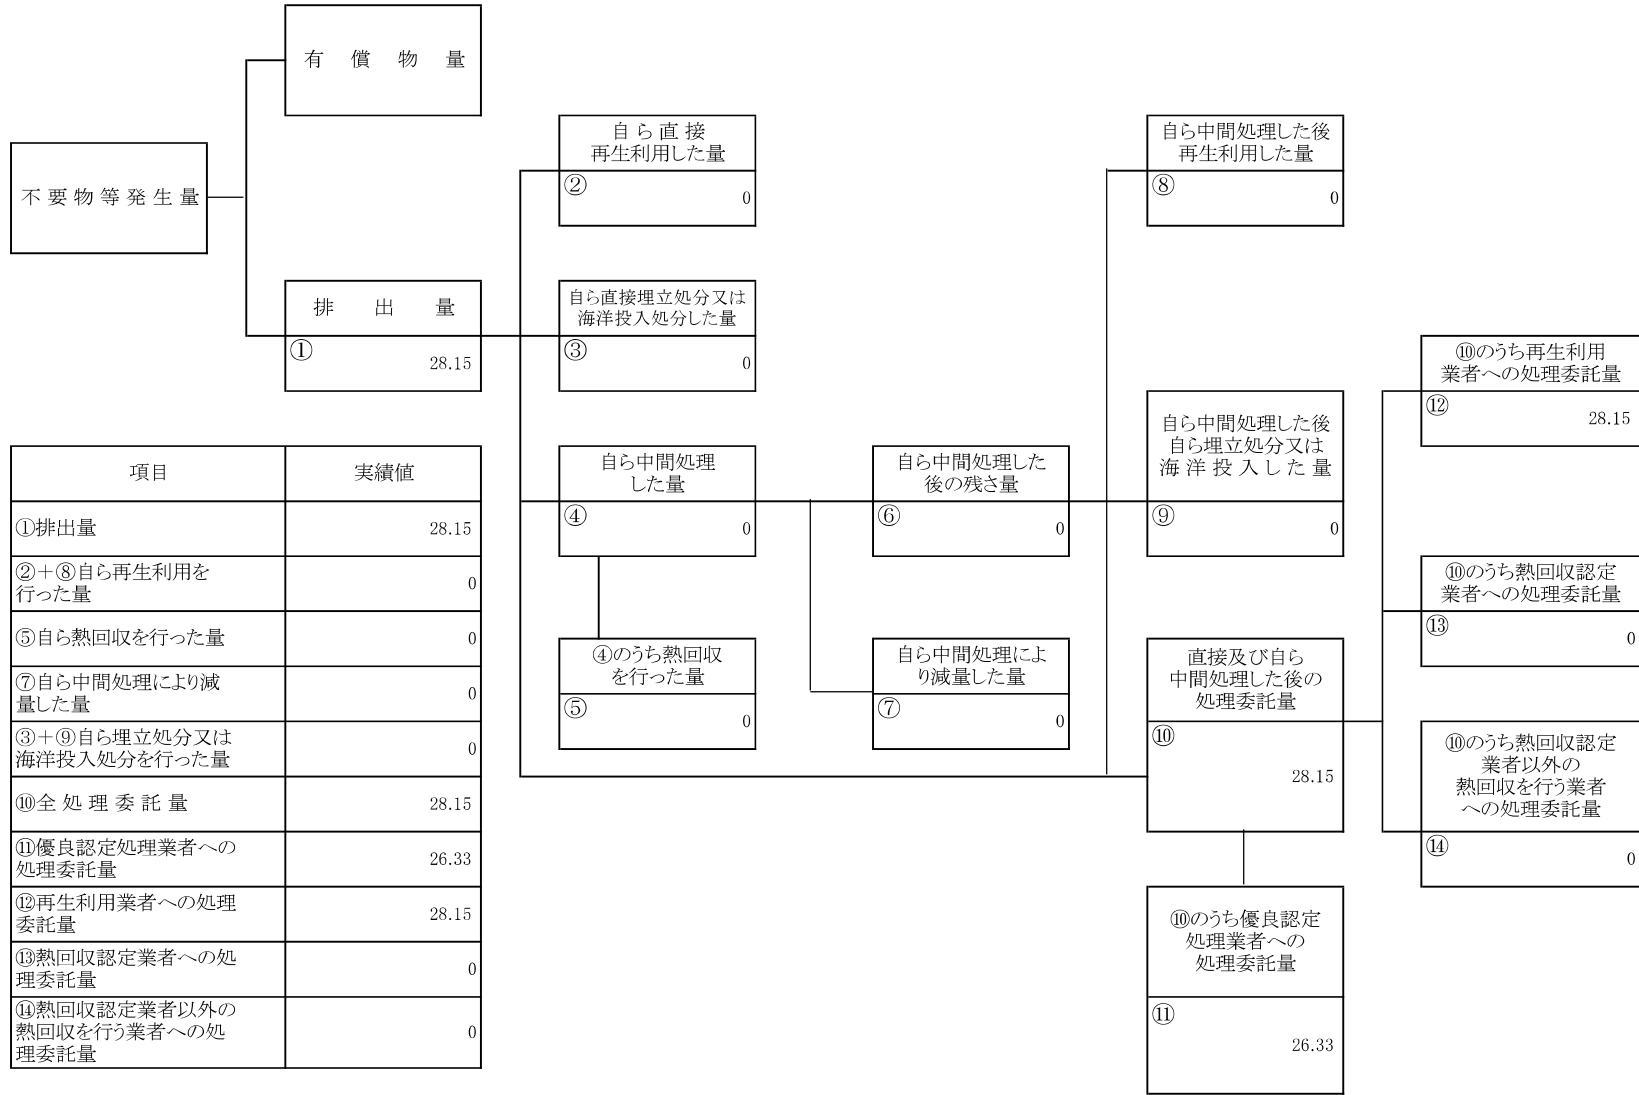 有償物量
不要物等発生量
排出量
①
28.15
自ら直接
再生利用した量
②
0
自ら直接埋立処分又は
海洋投入処分した量
③
0
自ら中間処理
した量
④
0
④のうち熱回収
を行った量
⑤
0
自ら中間処理した
後の残さ量
⑥
0
自ら中間処理によ
り減量した量
⑦
0
自ら中間処理した後
再生利用した量
⑧
0
自ら中間処理した後
自ら埋立処分又は
海洋投入した量
⑨
0
直接及び自ら
中間処理した後の
処理委託量
⑩
28.15
⑩のうち優良認定
処理業者への
処理委託量
⑪
26.33
⑩のうち再生利用
業者への処理委託量
⑫
28.15
⑩のうち熱回収認定
業者への処理委託量
⑬
0
⑩のうち熱回収認定
業者以外の
熱回収を行う業者
への処理委託量
⑭
0
項目 実績値
①排出量 28.15
②＋⑧自ら再生利用を
行った量 0
⑤自ら熱回収を行った量 0
⑦自ら中間処理により減
量した量 0
③＋⑨自ら埋立処分又は
海洋投入処分を行った量 0
⑩全処理委託量 28.15
⑪優良認定処理業者への
処理委託量 26.33
⑫再生利用業者への処理
委託量 28.15
⑬熱回収認定業者への処
理委託量 0
⑭熱回収認定業者以外の
熱回収を行う業者への処
理委託量 0